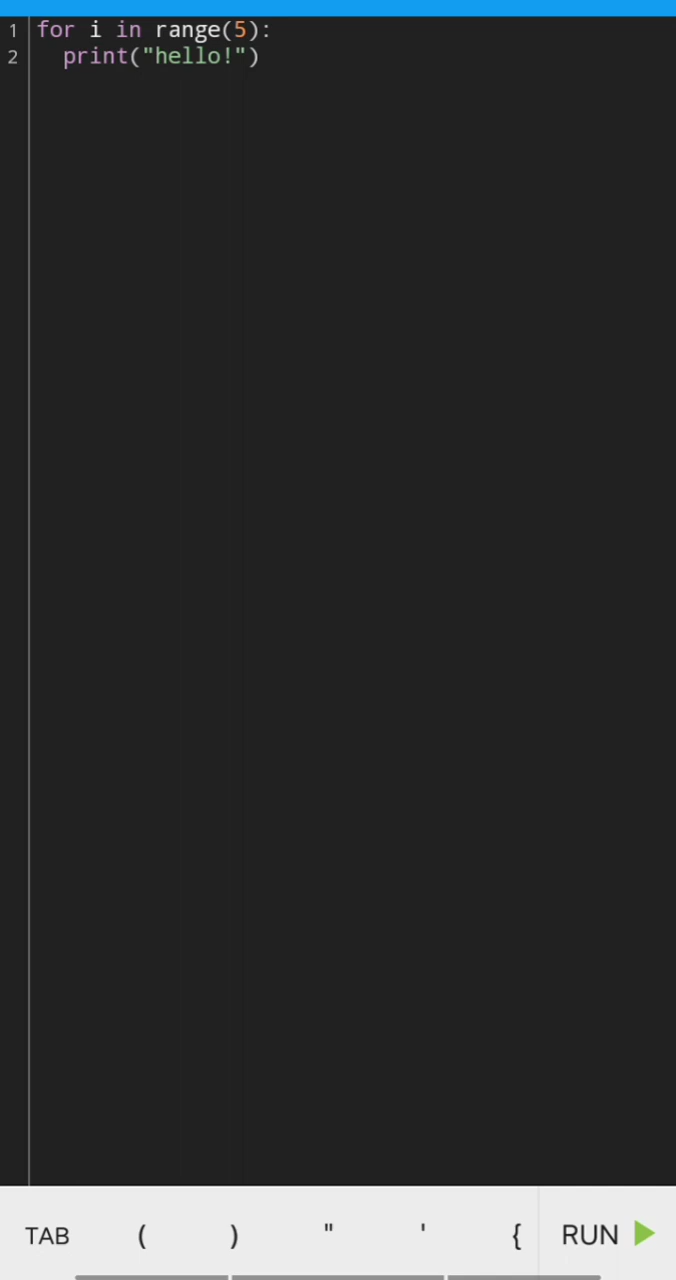 1 for i in range(5):
2   print("hello!")
TAB ( ) " ' { RUN